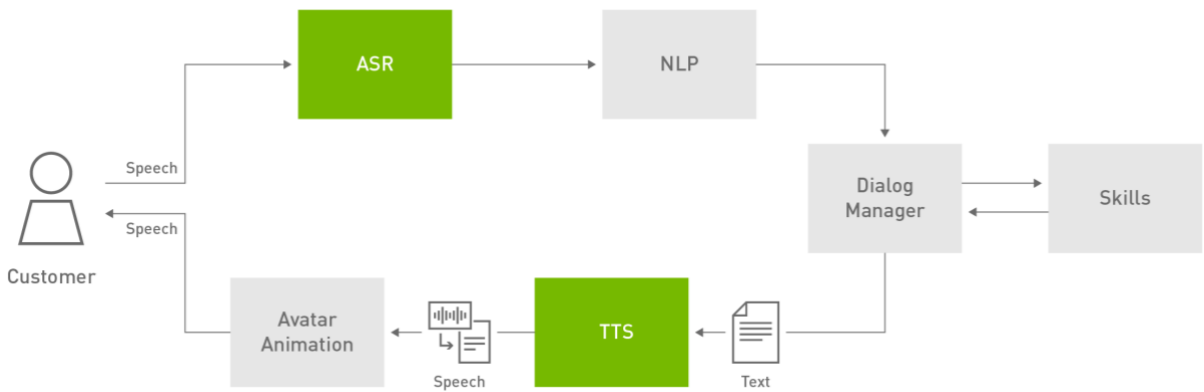 ASR
NLP
Speech
Speech
Customer
Dialog
Manager
Skills
Avatar
Animation
Speech
TTS
Text